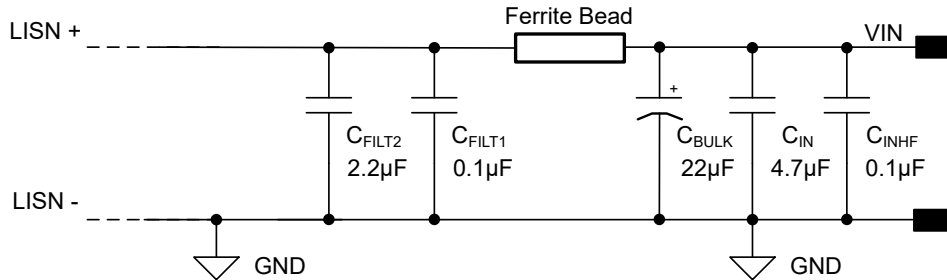 Ferrite Bead
LISN +
VIN
+
C_FILT2
2.2µF
C_FILT1
0.1µF
C_BULK
22µF
C_IN
4.7µF
C_INHF
0.1µF
LISN -
GND
GND